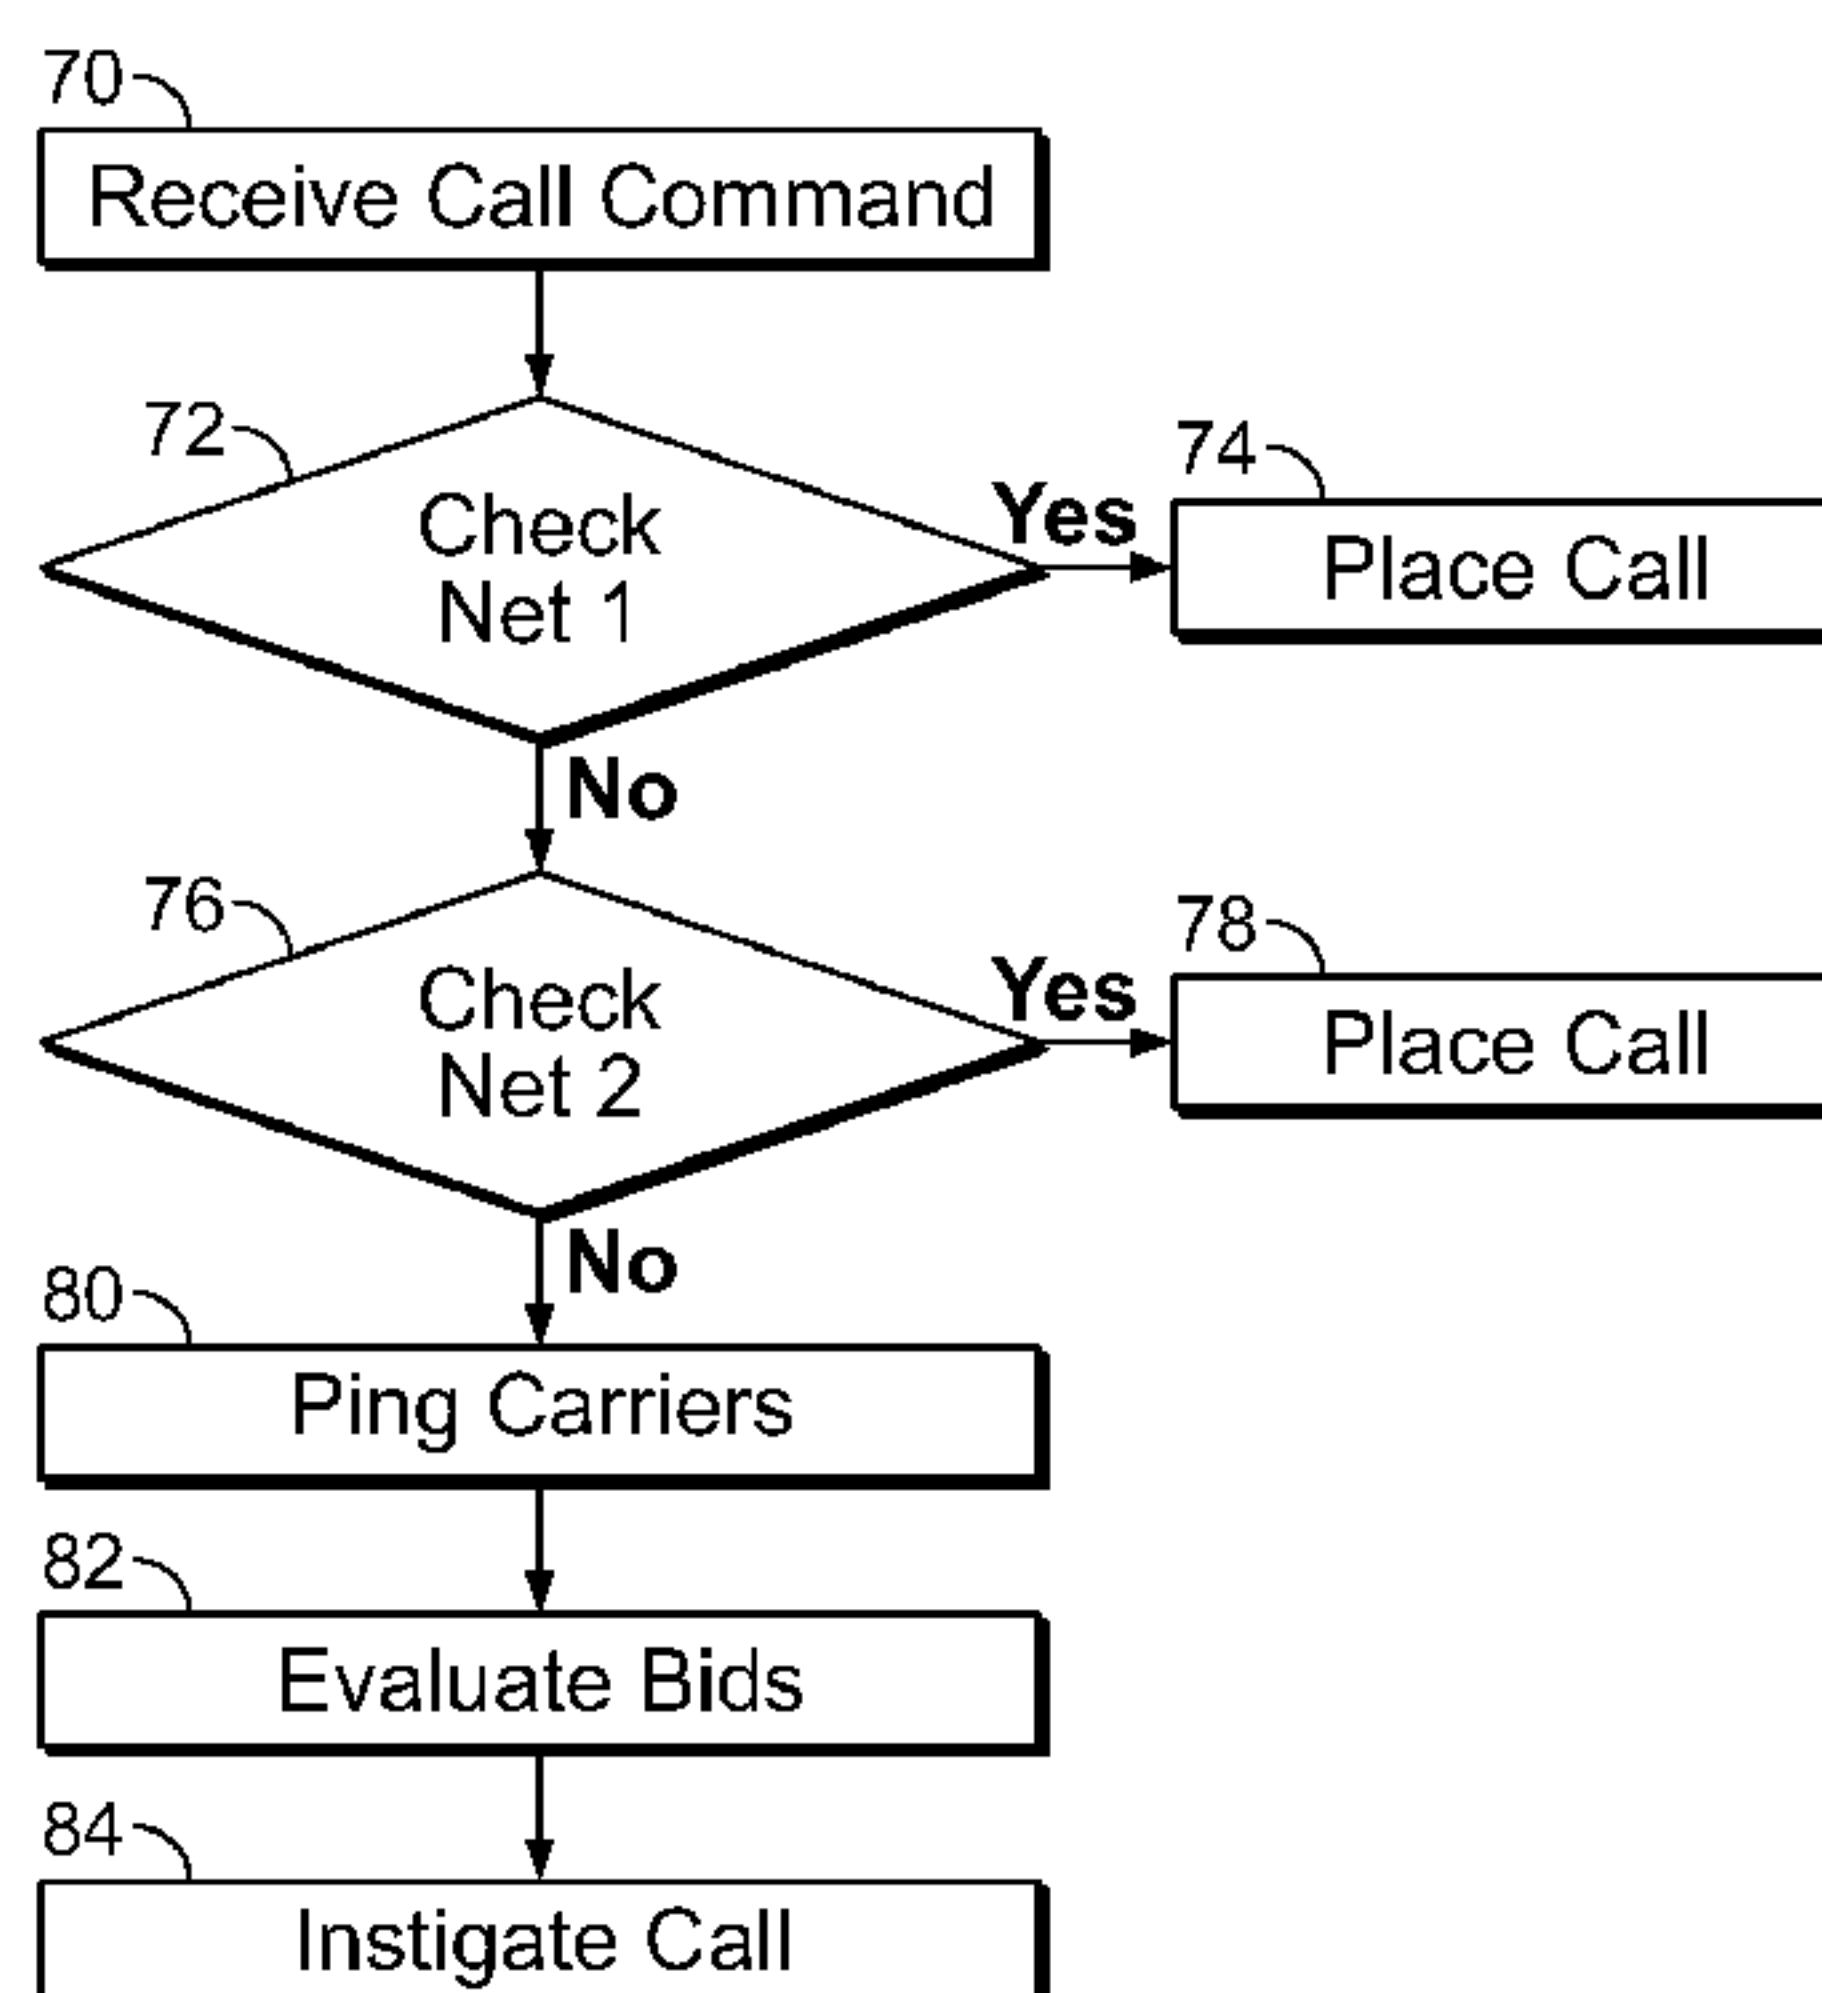 70
Receive Call Command
72
Check
Net 1
Yes
74
Place Call
No
76
Check
Net 2
Yes
78
Place Call
No
80
Ping Carriers
82
Evaluate Bids
84
Instigate Call